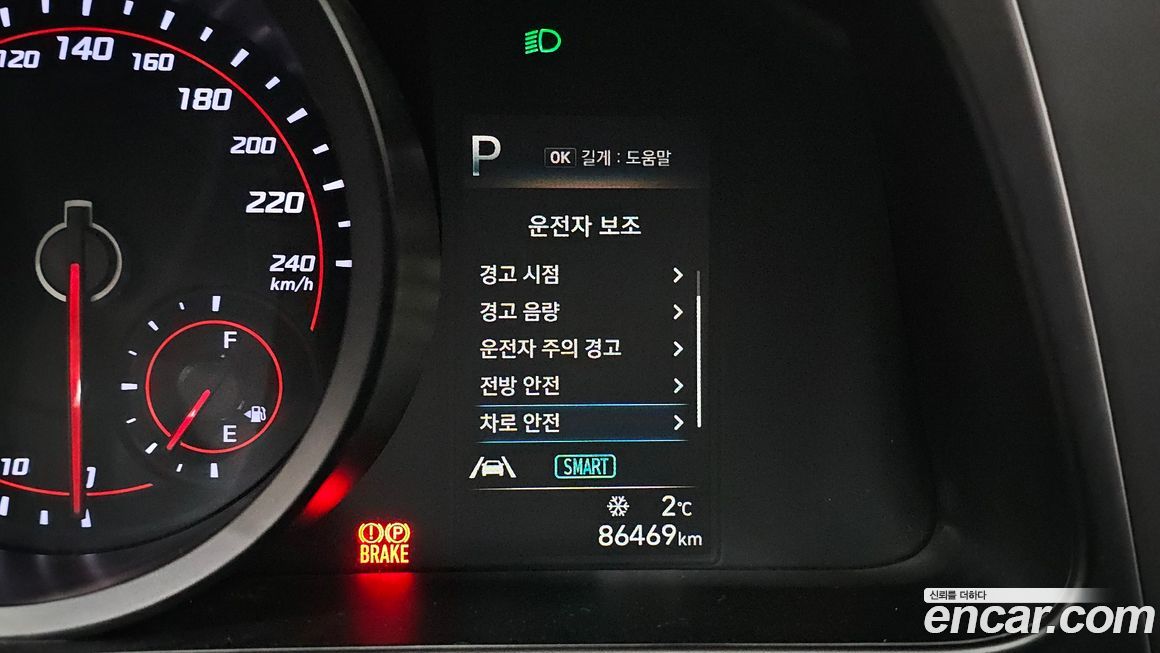 120
140
160
180
200
220
240
km/h
F
E
10
P
OK 길게 : 도움말
운전자 보조
경고 시점
경고 음량
운전자 주의 경고
전방 안전
차로 안전
SMART
2℃
86469km
(!) (P)
BRAKE
신뢰를 더하다
encar.com